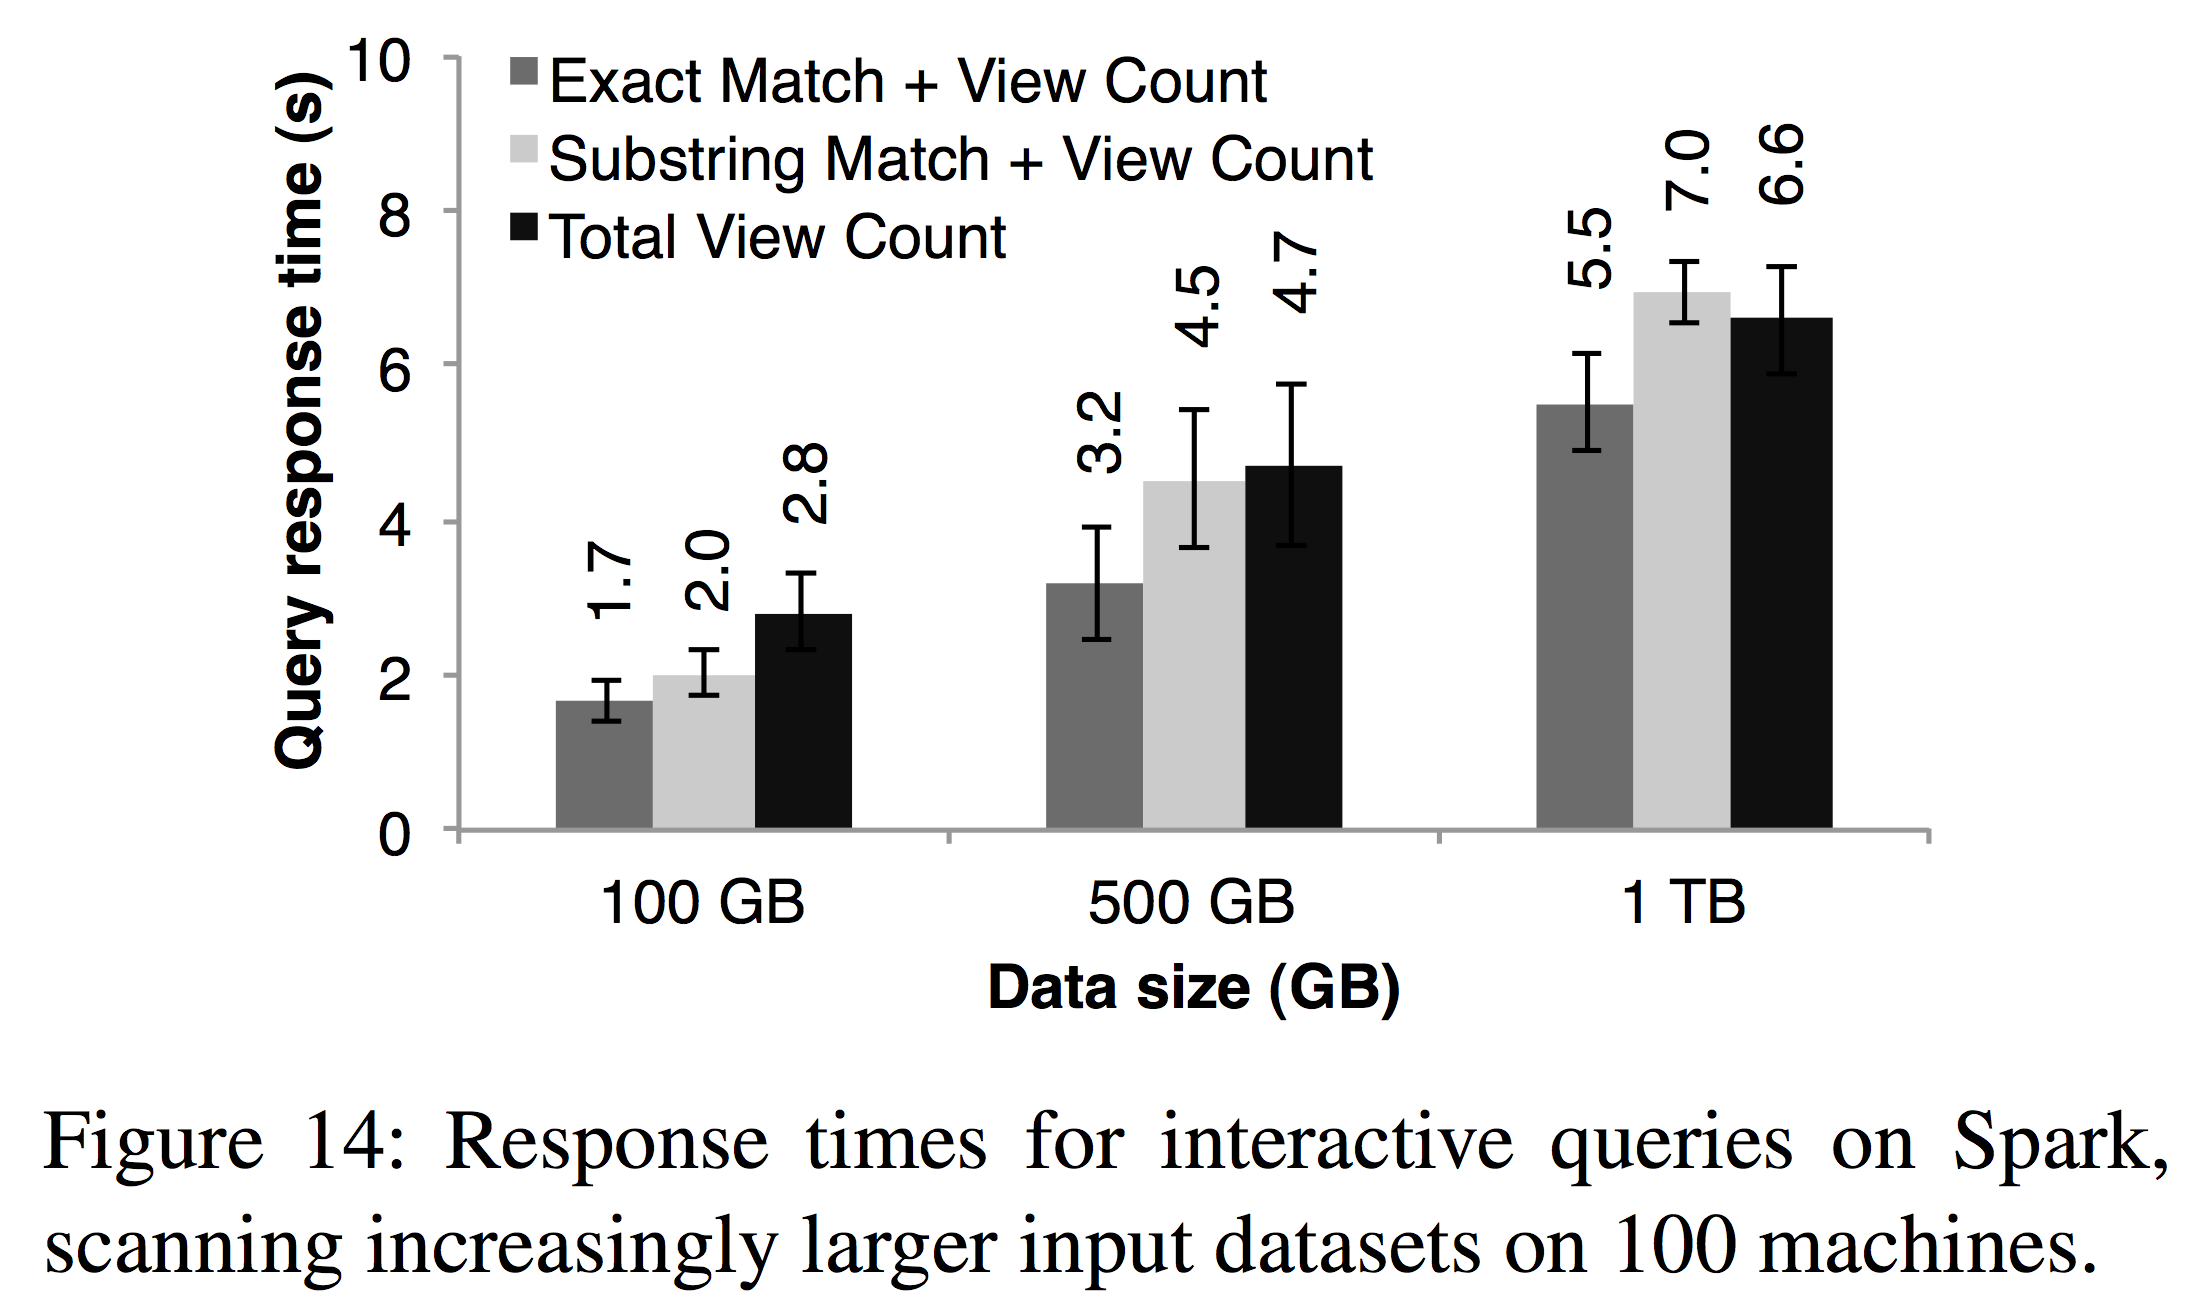 Query response time (s)
10
8
6
4
2
0
Exact Match + View Count
Substring Match + View Count
Total View Count
1.7
2.0
2.8
3.2
4.5
4.7
5.5
7.0
6.6
100 GB
500 GB
1 TB
Data size (GB)
Figure 14: Response times for interactive queries on Spark,
scanning increasingly larger input datasets on 100 machines.